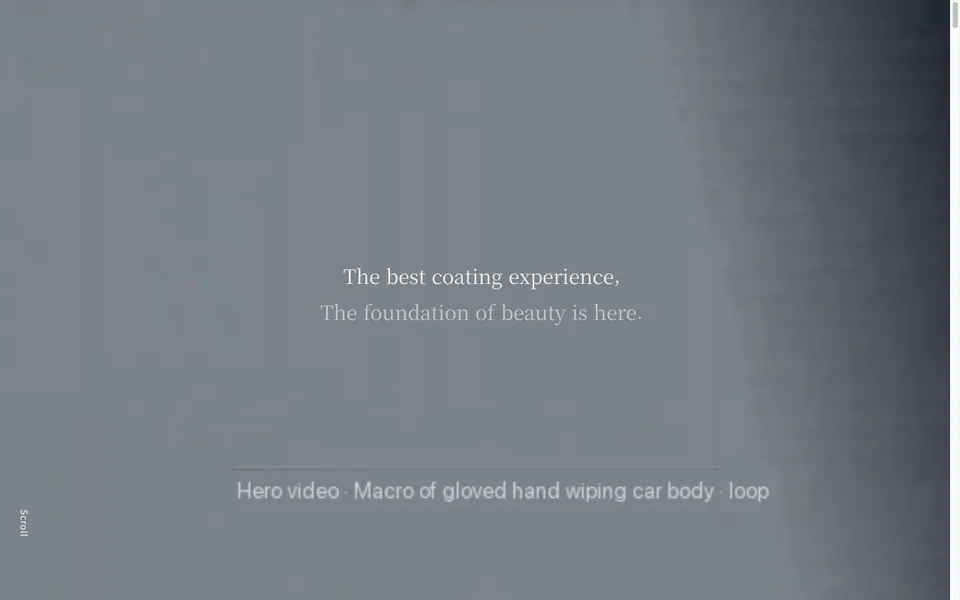 The best coating experience,
The foundation of beauty is here.
Hero video · Macro of gloved hand wiping car body · loop
Scroll